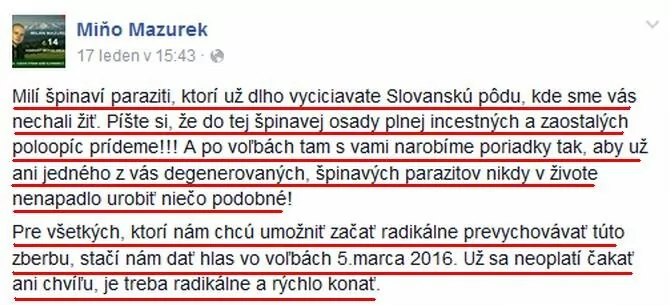 Miňo Mazurek
17 leden v 15:43 ·
MILAN MAZUREK
č.14
Milí špinaví paraziti, ktorí už dlho vyciciavate Slovanskú pôdu, kde sme vás
nechali žiť. Píšte si, že do tej špinavej osady plnej incestných a zaostalých
poloopíc prídeme!!! A po voľbách tam s vami narobíme poriadky tak, aby už
ani jedného z vás degenerovaných, špinavých parazitov nikdy v živote
nenapadlo urobiť niečo podobné!
Pre všetkých, ktorí nám chcú umožniť začať radikálne prevychovávať túto
zberbu, stačí nám dať hlas vo voľbách 5.marca 2016. Už sa neoplatí čakať
ani chvíľu, je treba radikálne a rýchlo konať.